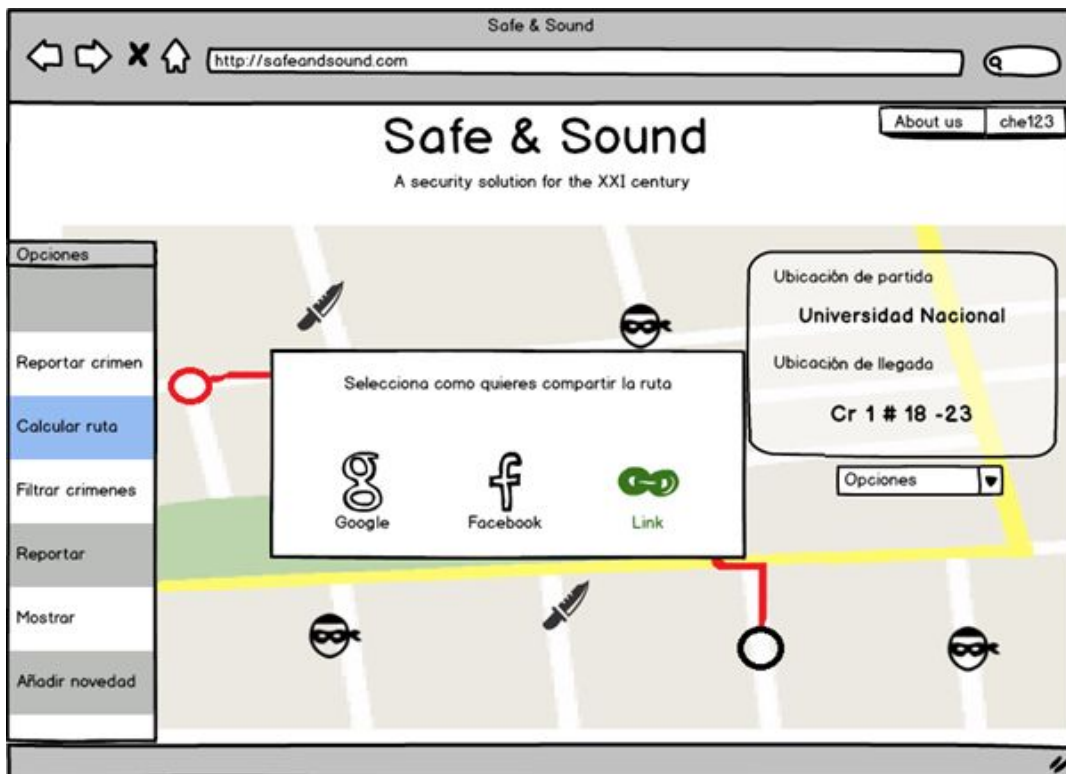 Safe & Sound
http://safeandsound.com
About us
che123
Safe & Sound
A security solution for the XXI century
Opciones
Reportar crimen
Calcular ruta
Filtrar crimenes
Reportar
Mostrar
Añadir novedad
Selecciona como quieres compartir la ruta
Google
Facebook
Link
Ubicación de partida
Universidad Nacional
Ubicación de llegada
Cr 1 # 18 -23
Opciones